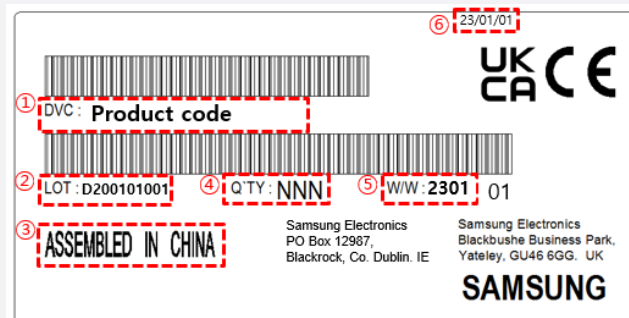 ⑥ 23/01/01
UK
CA CE
① DVC : Product code
② LOT : D200101001 ④ Q'TY : NNN ⑤ W/W : 2301 01
③ ASSEMBLED IN CHINA
Samsung Electronics
PO Box 12987,
Blackrock, Co. Dublin. IE
Samsung Electronics
Blackbushe Business Park,
Yateley, GU46 6GG. UK
SAMSUNG